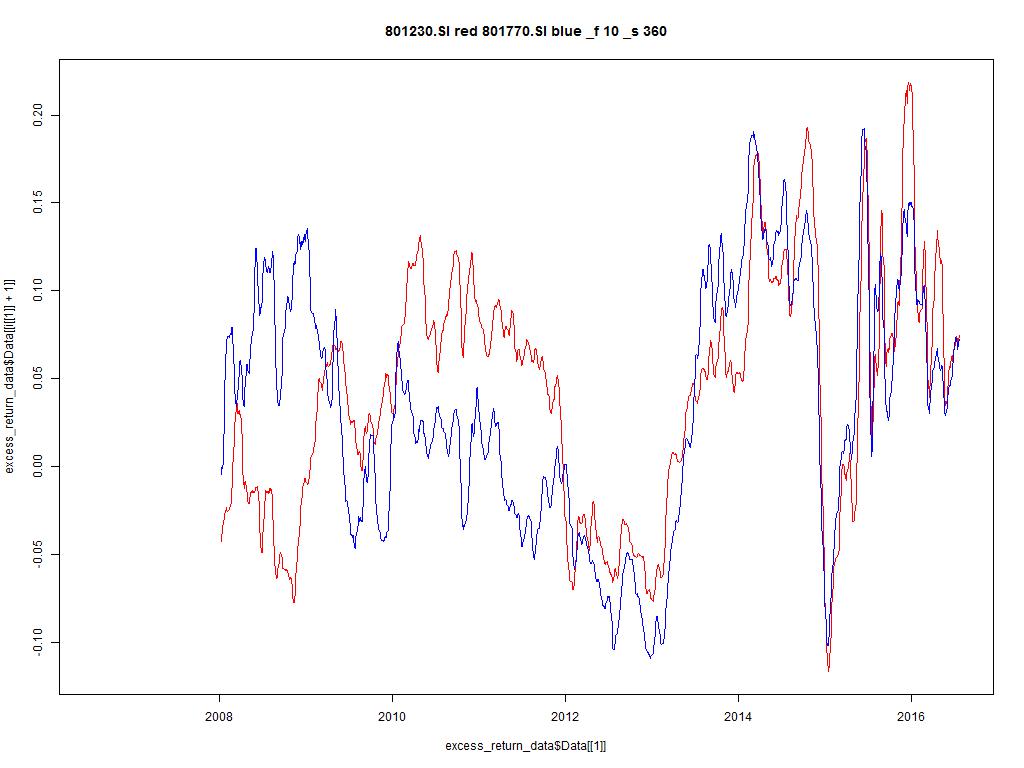 801230.SI red 801770.SI blue _f 10 _s 360
excess_return_data$Data[[i[[1]] + 1]]
0.20
0.15
0.10
0.05
0.00
-0.05
-0.10
2008 2010 2012 2014 2016
excess_return_data$Data[[1]]